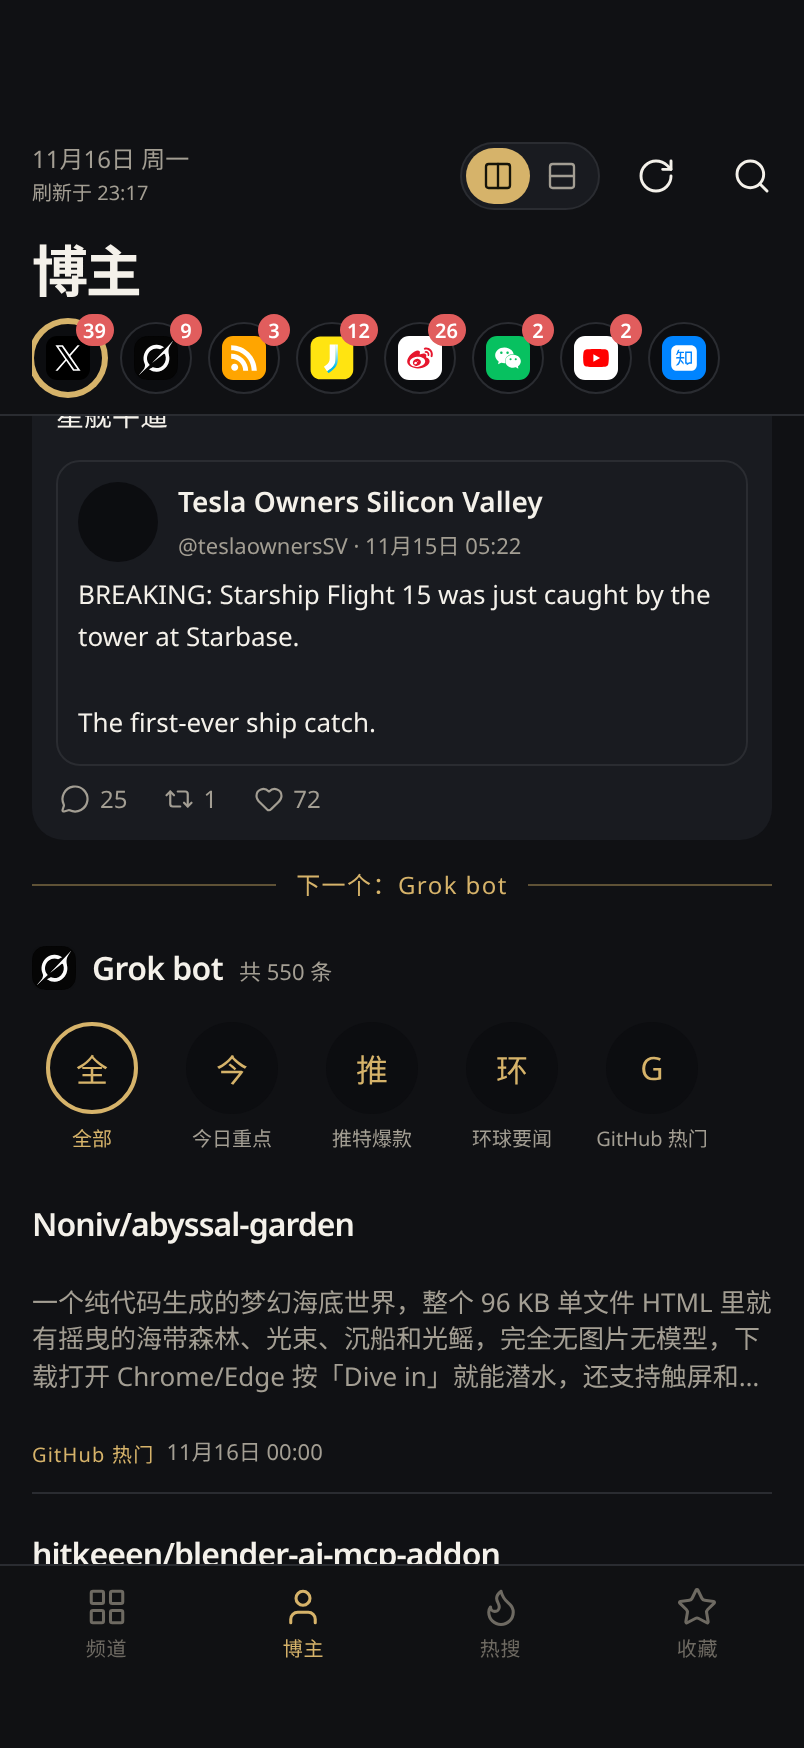 11月16日 周一
刷新于 23:17
博主
39
9
3
12
26
2
2
知
星舰牛逼
Tesla Owners Silicon Valley
@teslaownersSV · 11月15日 05:22
BREAKING: Starship Flight 15 was just caught by the
tower at Starbase.
The first-ever ship catch.
25 1 72
下一个：Grok bot
Grok bot 共 550 条
全 今 推 环 G
全部 今日重点 推特爆款 环球要闻 GitHub 热门
Noniv/abyssal-garden
一个纯代码生成的梦幻海底世界，整个 96 KB 单文件 HTML 里就
有摇曳的海带森林、光束、沉船和光鳐，完全无图片无模型，下
载打开 Chrome/Edge 按「Dive in」就能潜水，还支持触屏和...
GitHub 热门 11月16日 00:00
hitkeeen/blender-ai-mcp-addon
频道 博主 热搜 收藏